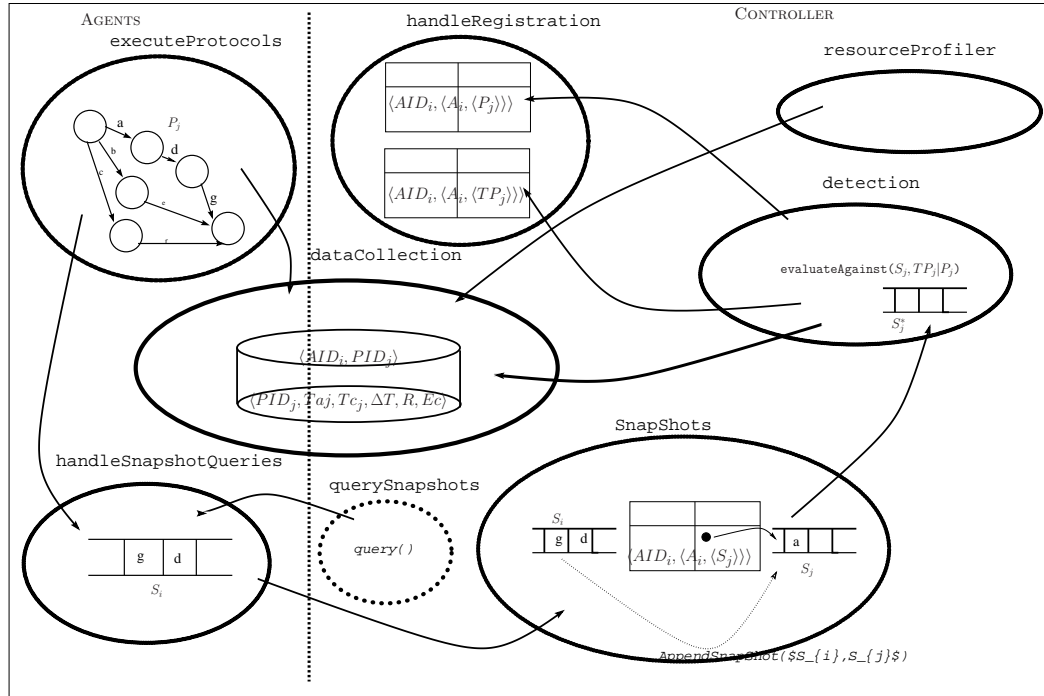 AGENTS
CONTROLLER
executeProtocols
handleRegistration
resourceProfiler
a
P_j
b
d
c
g
e
f
⟨AID_i, ⟨A_i, ⟨P_j⟩⟩⟩
⟨AID_i, ⟨A_i, ⟨TP_j⟩⟩⟩
detection
evaluateAgainst(S_j, TP_j|P_j)
S_j^*
dataCollection
⟨AID_i, PID_j⟩
⟨PID_j, Taj, Tc_j, ΔT, R, Ec⟩
handleSnapshotQueries
g d
S_i
querySnapshots
query()
SnapShots
S_i
g d
⟨AID_i, ⟨A_i, ⟨S_j⟩⟩⟩
a
S_j
AppendSnapShot($S_{i},S_{j}$)